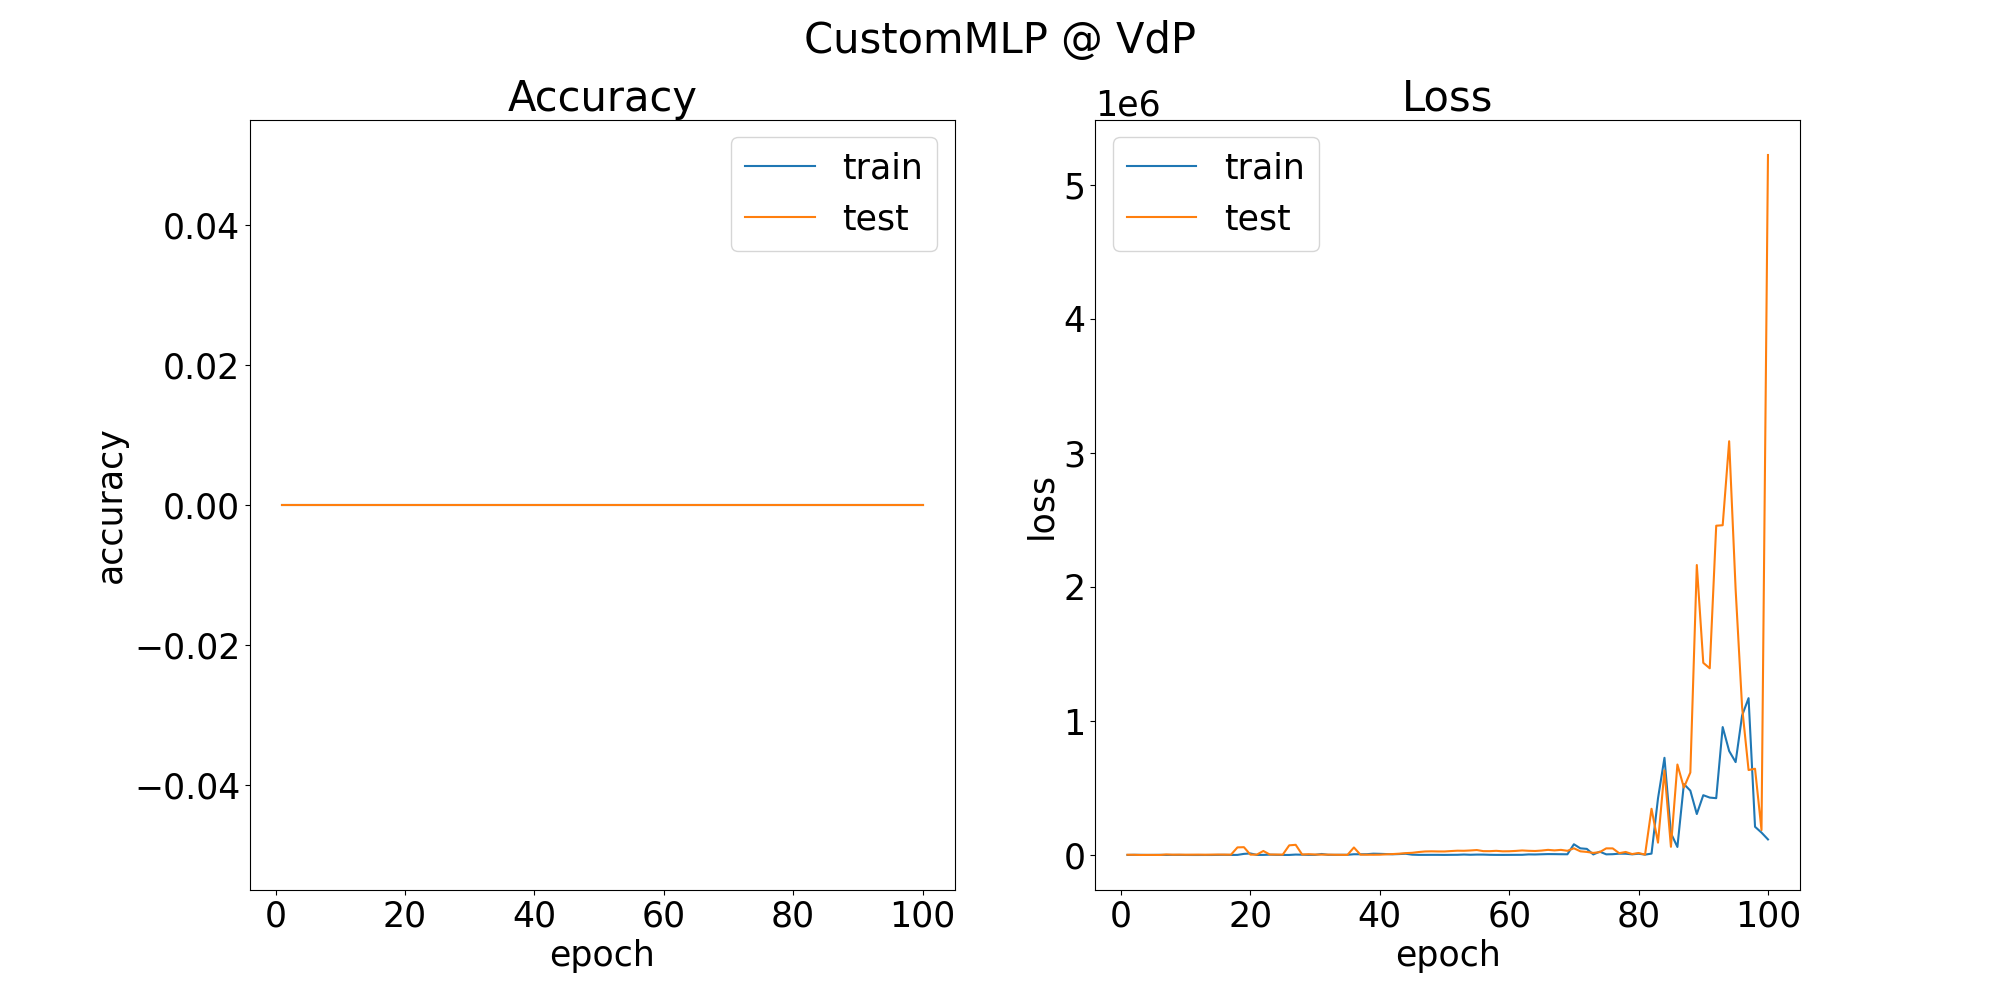 CustomMLP @ VdP
Accuracy
train
test
0.04
0.02
0.00
−0.02
−0.04
accuracy
0 20 40 60 80 100
epoch
Loss
1e6
train
test
5
4
3
2
1
0
loss
0 20 40 60 80 100
epoch